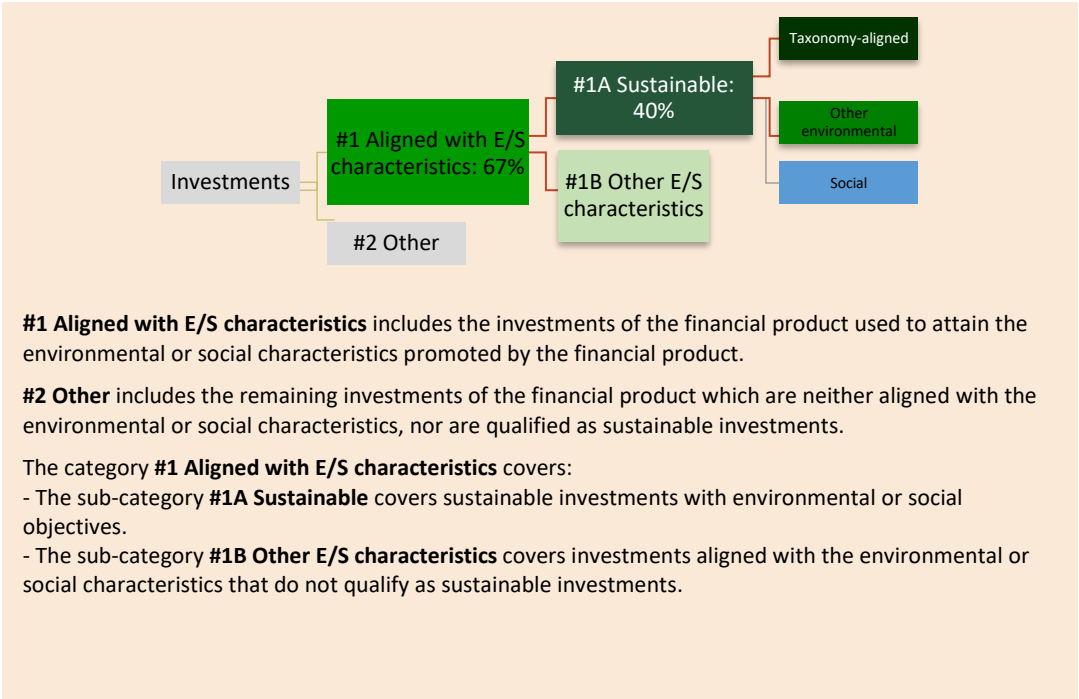 Taxonomy-aligned
#1A Sustainable:
40%
Other
environmental
#1 Aligned with E/S
characteristics: 67%
Investments
#1B Other E/S
characteristics
Social
#2 Other
#1 Aligned with E/S characteristics includes the investments of the financial product used to attain the
environmental or social characteristics promoted by the financial product.
#2 Other includes the remaining investments of the financial product which are neither aligned with the
environmental or social characteristics, nor are qualified as sustainable investments.
The category #1 Aligned with E/S characteristics covers:
- The sub-category #1A Sustainable covers sustainable investments with environmental or social
objectives.
- The sub-category #1B Other E/S characteristics covers investments aligned with the environmental or
social characteristics that do not qualify as sustainable investments.